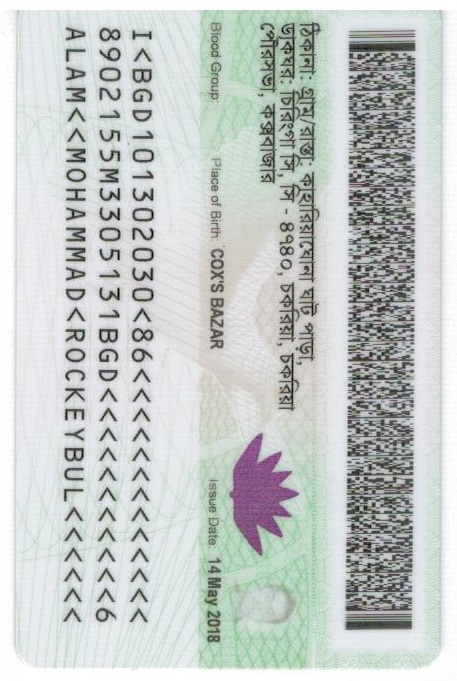 ঠিকানা: গ্রাম/রাস্তা: কাহারিয়াঘোনা ঘাট পাড়া,
ডাকঘর: চিরিংগা সি, সি - ৪৭৪০, চকরিয়া, চকরিয়া
পৌরসভা, কক্সবাজার
Blood Group Place of Birth: COX'S BAZAR Issue Date: 14 May 2018
I<BGD101302030<86<<<<<<<<<<<<<
8902155M3305131BGD<<<<<<<<<<<6
ALAM<<MOHAMMAD<ROCKEYBUL<<<<<<